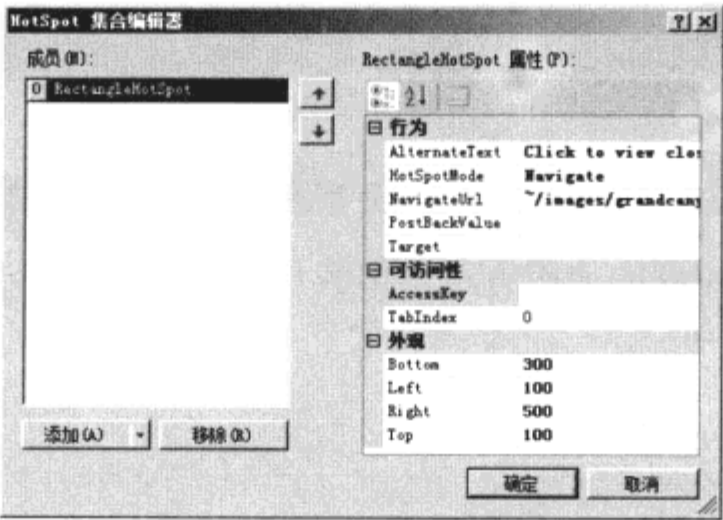 HotSpot 集合编辑器
成员(M):
0 RectangleHotSpot
添加(A)
移除(R)
RectangleHotSpot 属性(P):
行为
AlternateText Click to view clos
HotSpotMode Navigate
NavigateUrl ~/images/grandcany
PostBackValue
Target
可访问性
AccessKey
TabIndex 0
外观
Bottom 300
Left 100
Right 500
Top 100
确定
取消